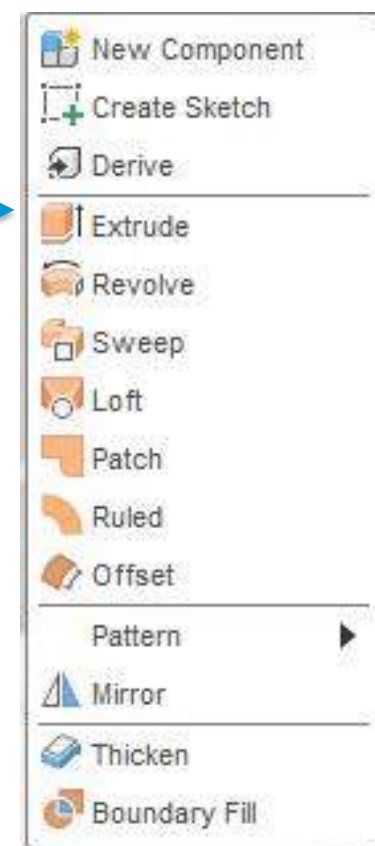 New Component
Create Sketch
Derive
Extrude
Revolve
Sweep
Loft
Patch
Ruled
Offset
Pattern
Mirror
Thicken
Boundary Fill